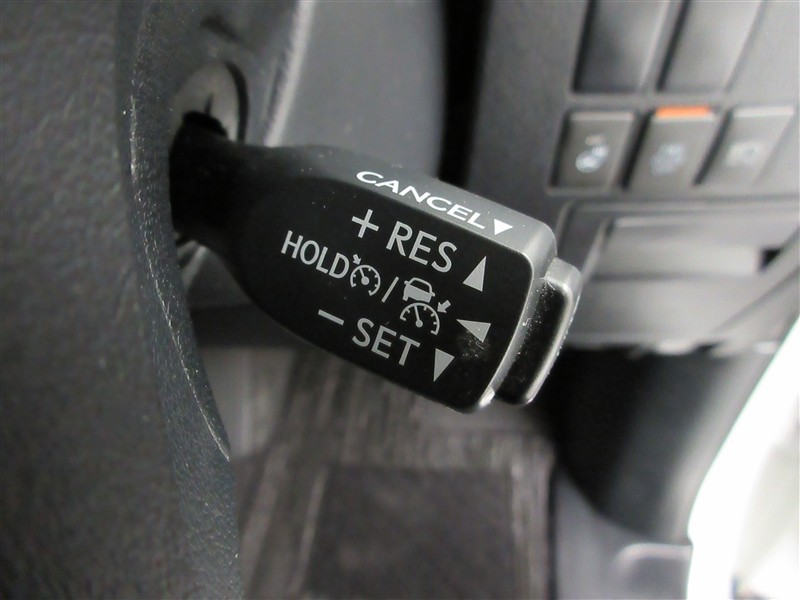 CANCEL▼
+ RES ▲
HOLD /
− SET ▼